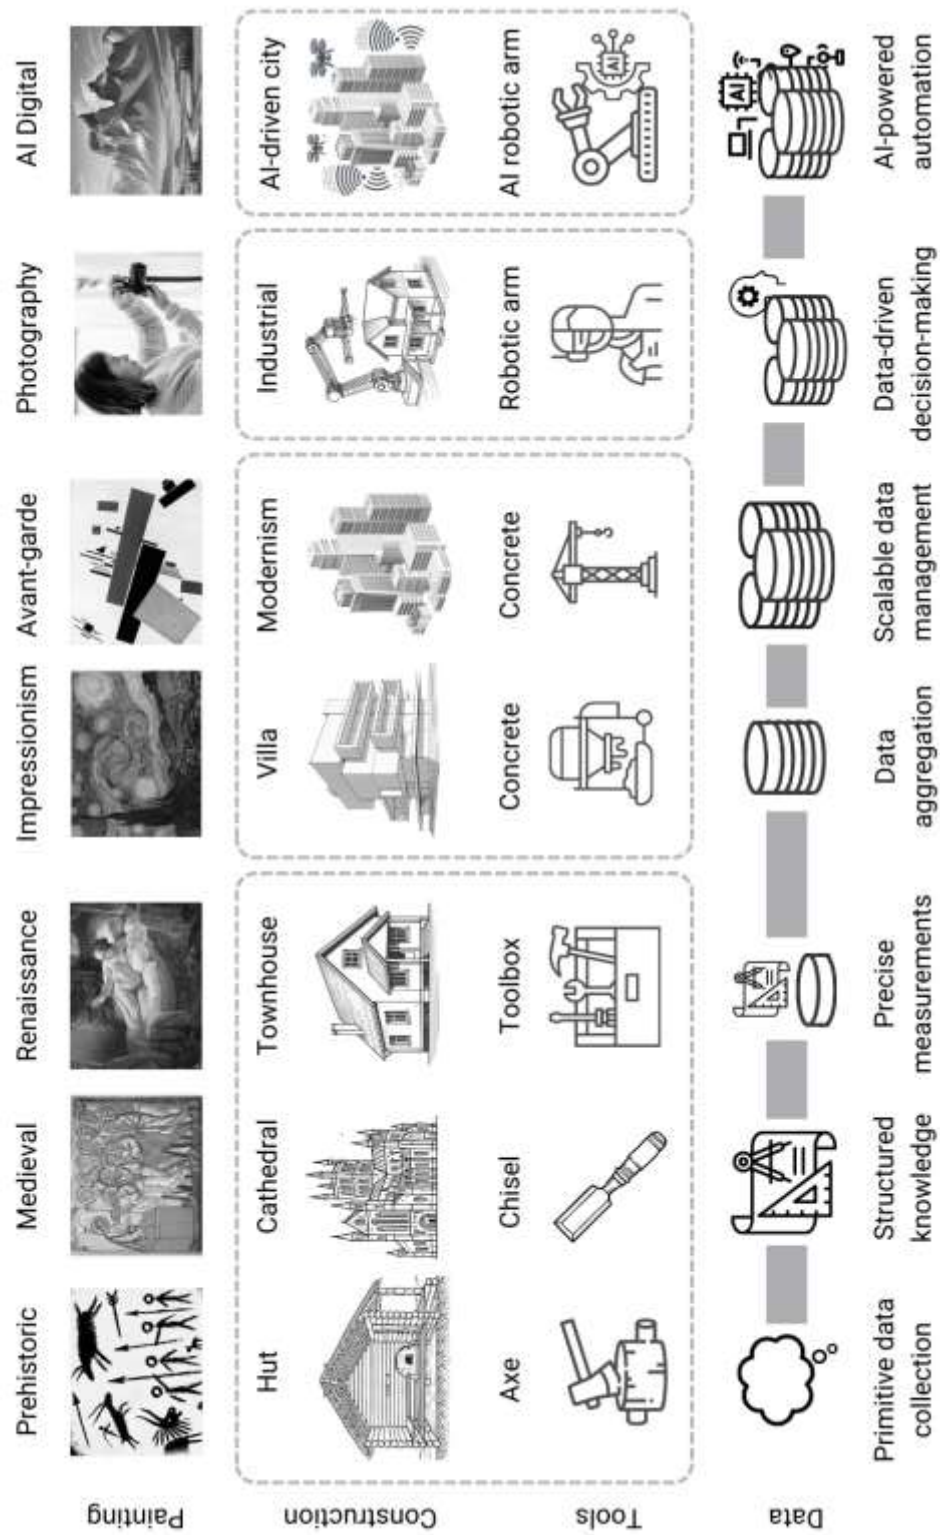 Painting
Prehistoric
Medieval
Renaissance
Impressionism
Avant-garde
Photography
AI Digital
Construction
Hut
Cathedral
Townhouse
Villa
Modernism
Industrial
AI-driven city
Tools
Axe
Chisel
Toolbox
Concrete
Concrete
Robotic arm
AI robotic arm
AI
Data
AI
Primitive data
collection
Structured
knowledge
Precise
measurements
Data
aggregation
Scalable data
management
Data-driven
decision-making
AI-powered
automation